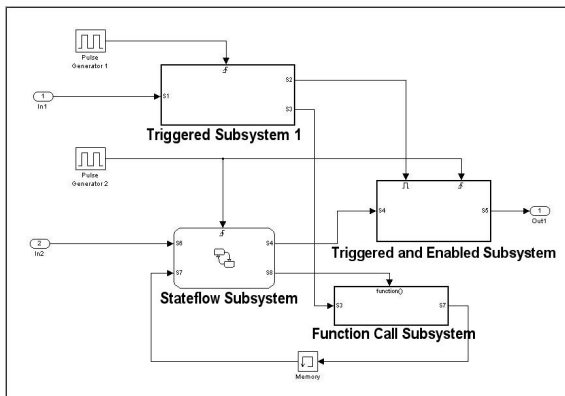 Pulse
Generator 1
1
In1
S1
S2
S3
Triggered Subsystem 1
Pulse
Generator 2
2
In2
S6
S7
S4
S8
Stateflow Subsystem
S4
S5
1
Out1
Triggered and Enabled Subsystem
function()
S3
S7
Function Call Subsystem
Memory